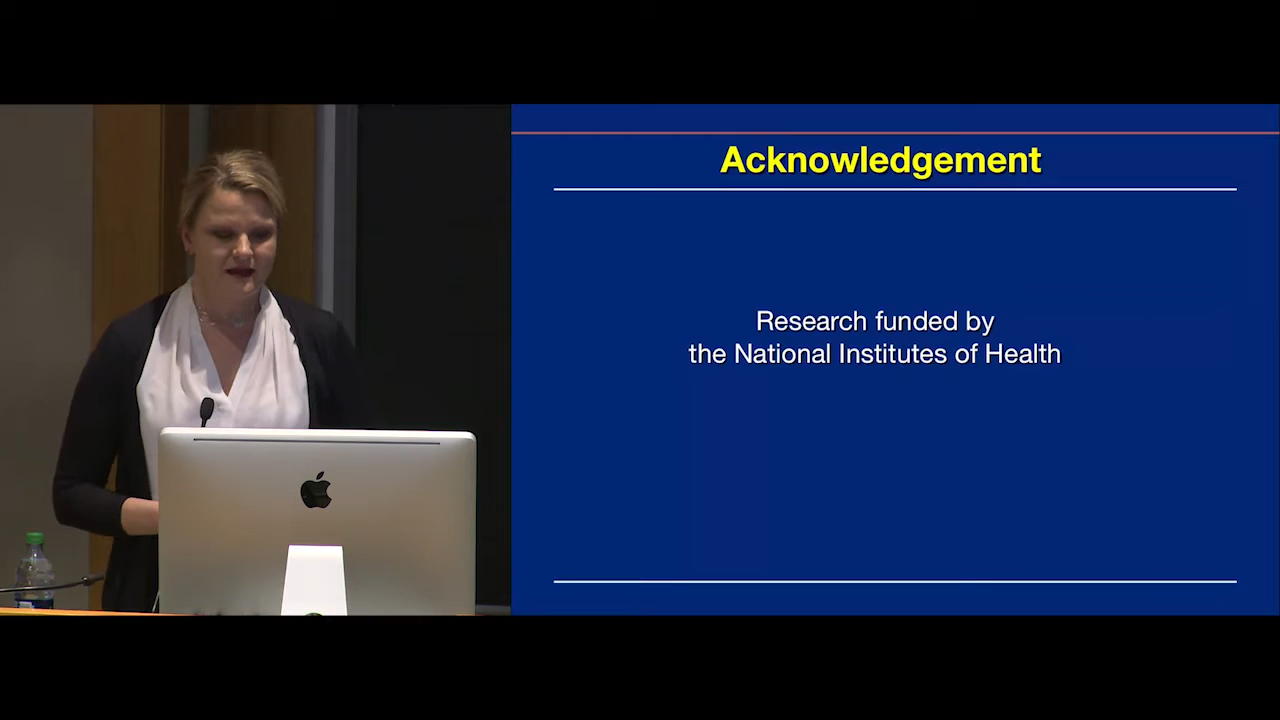 Acknowledgement
Research funded by
the National Institutes of Health